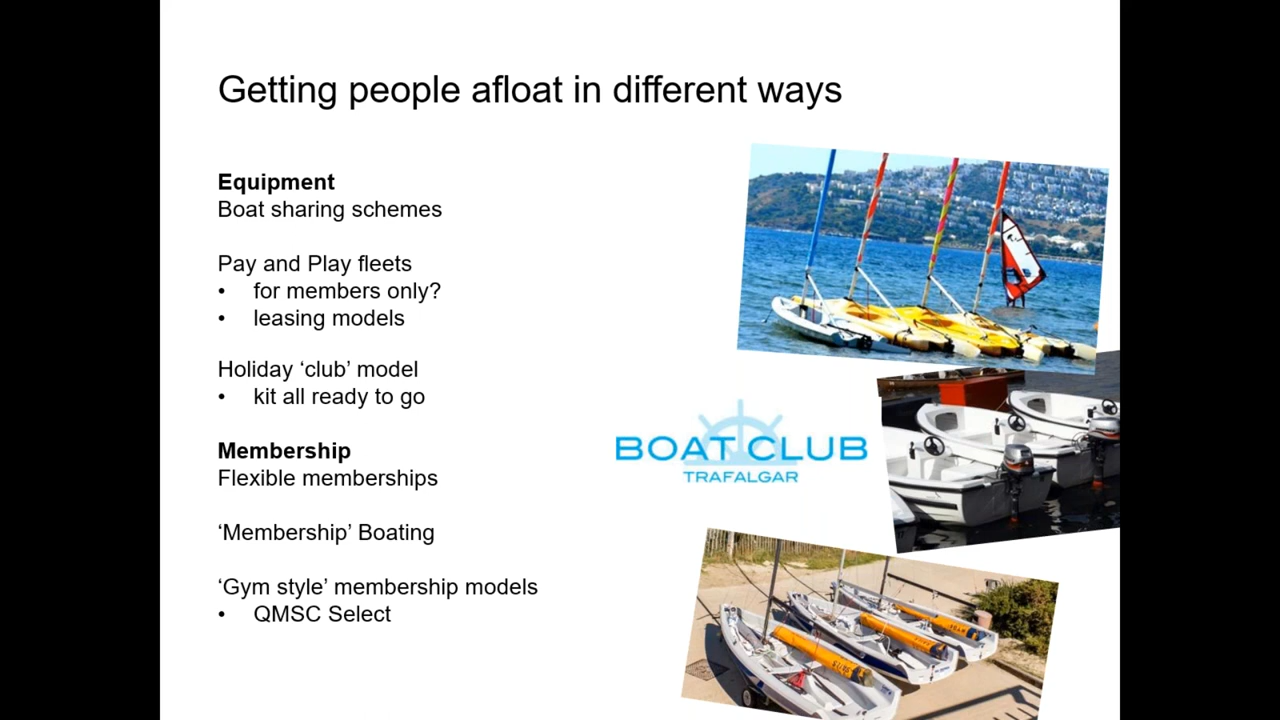 Getting people afloat in different ways
Equipment
Boat sharing schemes
Pay and Play fleets
• for members only?
• leasing models
Holiday ‘club’ model
• kit all ready to go
Membership
Flexible memberships
‘Membership’ Boating
‘Gym style’ membership models
• QMSC Select
BOAT CLUB
TRAFALGAR